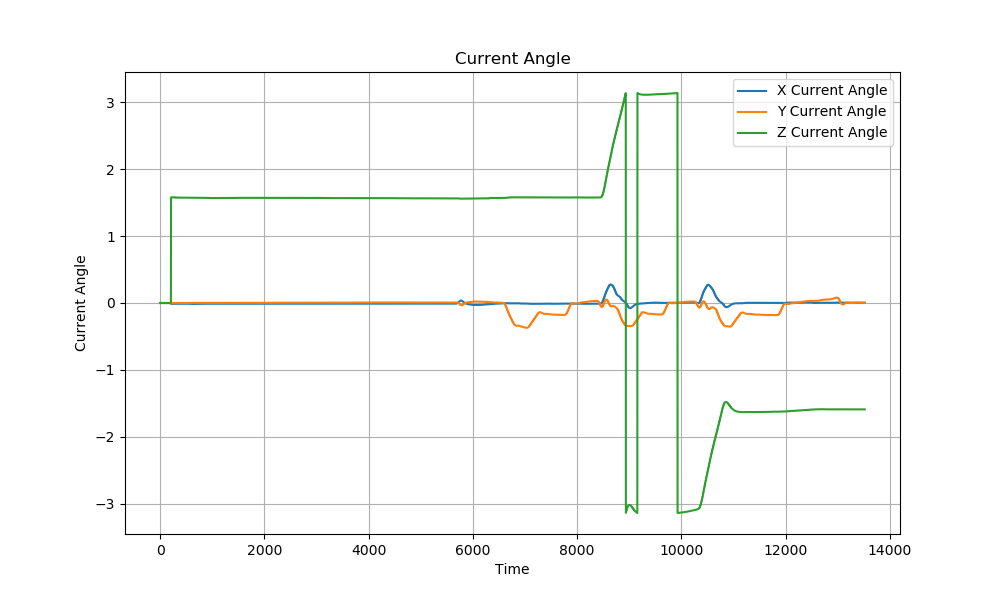 Current Angle
X Current Angle
Y Current Angle
Z Current Angle
3
2
1
0
−1
−2
−3
Current Angle
0 2000 4000 6000 8000 10000 12000 14000
Time